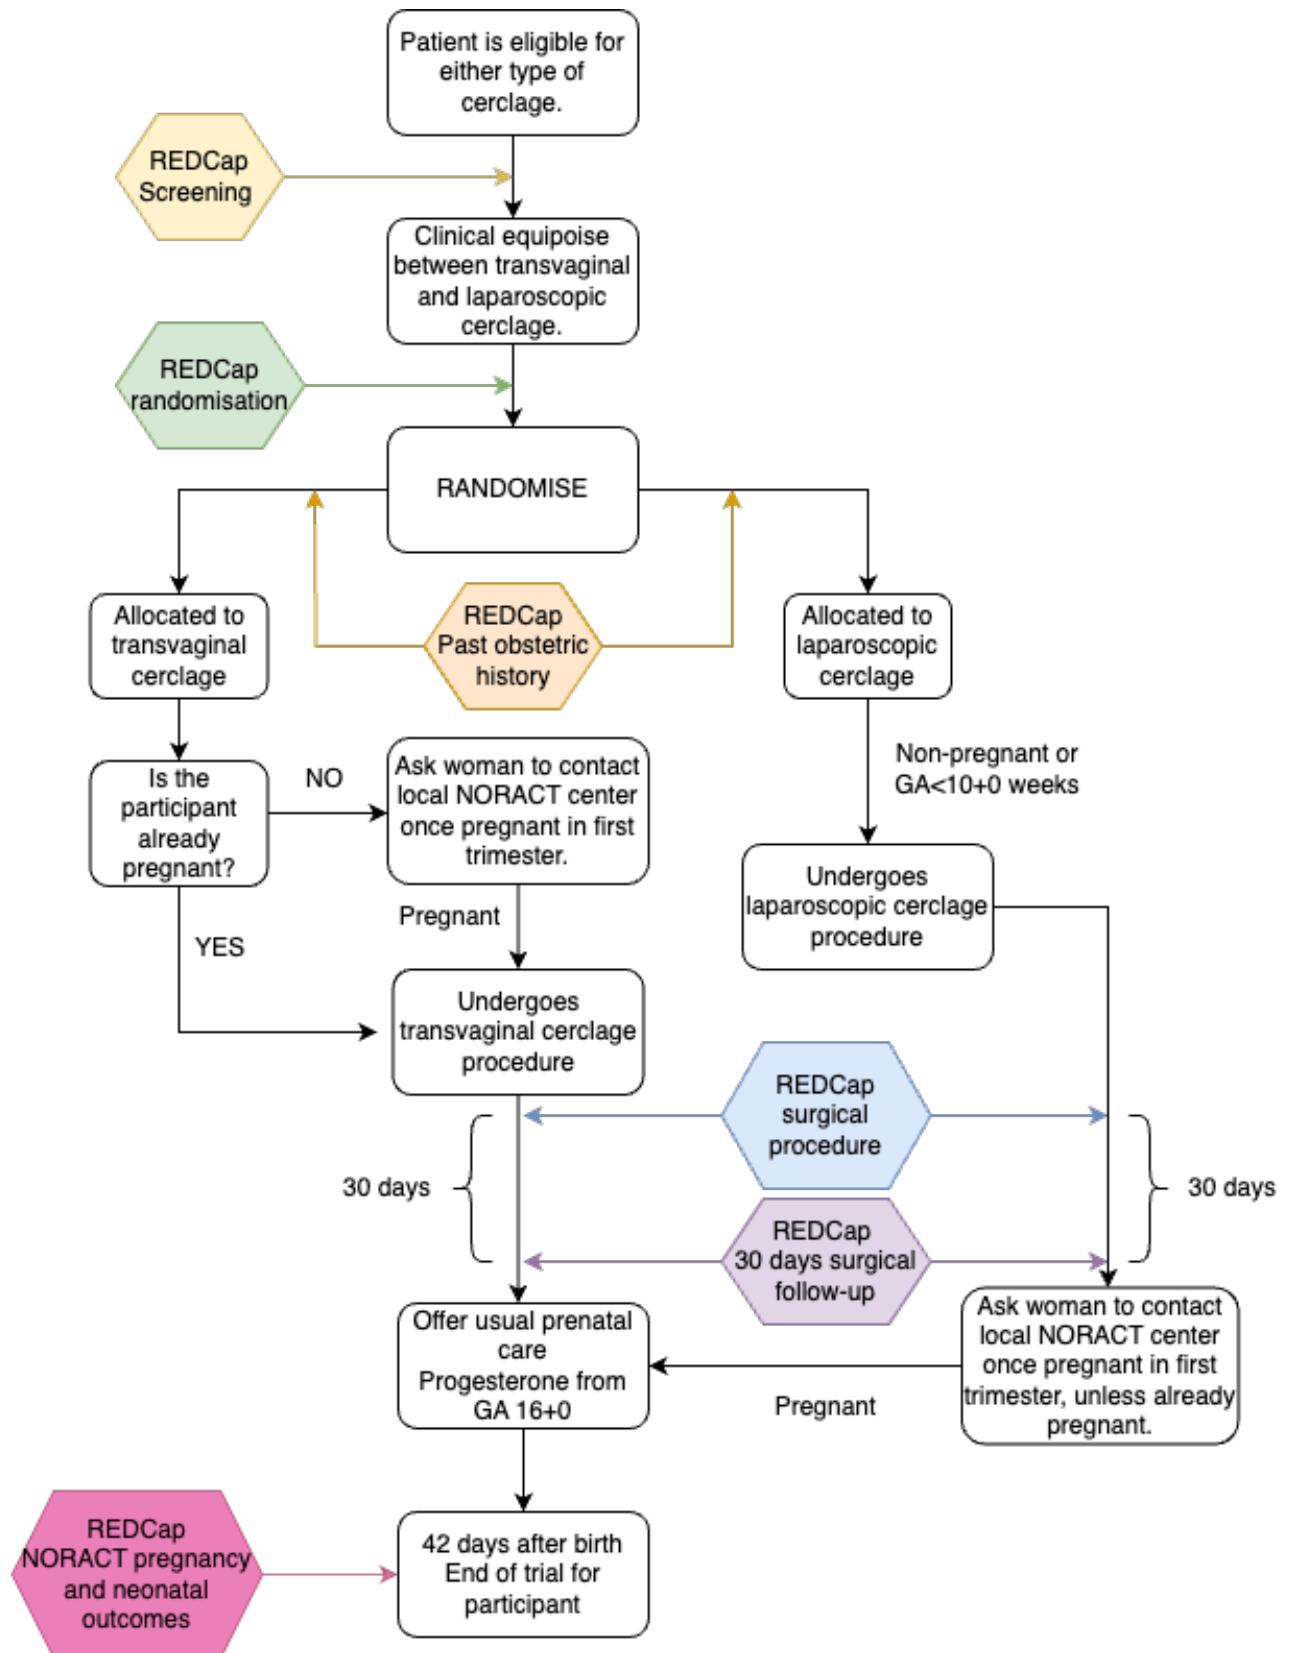 Patient is eligible for
either type of
cerclage.
REDCap
Screening
Clinical equipoise
between transvaginal
and laparoscopic
cerclage.
REDCap
randomisation
RANDOMISE
Allocated to
transvaginal
cerclage
REDCap
Past obstetric
history
Allocated to
laparoscopic
cerclage
Is the
participant
already
pregnant?
NO
Ask woman to contact
local NORACT center
once pregnant in first
trimester.
Non-pregnant or
GA<10+0 weeks
Undergoes
laparoscopic cerclage
procedure
Pregnant
YES
Undergoes
transvaginal cerclage
procedure
REDCap
surgical
procedure
30 days
30 days
REDCap
30 days surgical
follow-up
Offer usual prenatal
care
Progesterone from
GA 16+0
Pregnant
Ask woman to contact
local NORACT center
once pregnant in first
trimester, unless already
pregnant.
REDCap
NORACT pregnancy
and neonatal
outcomes
42 days after birth
End of trial for
participant